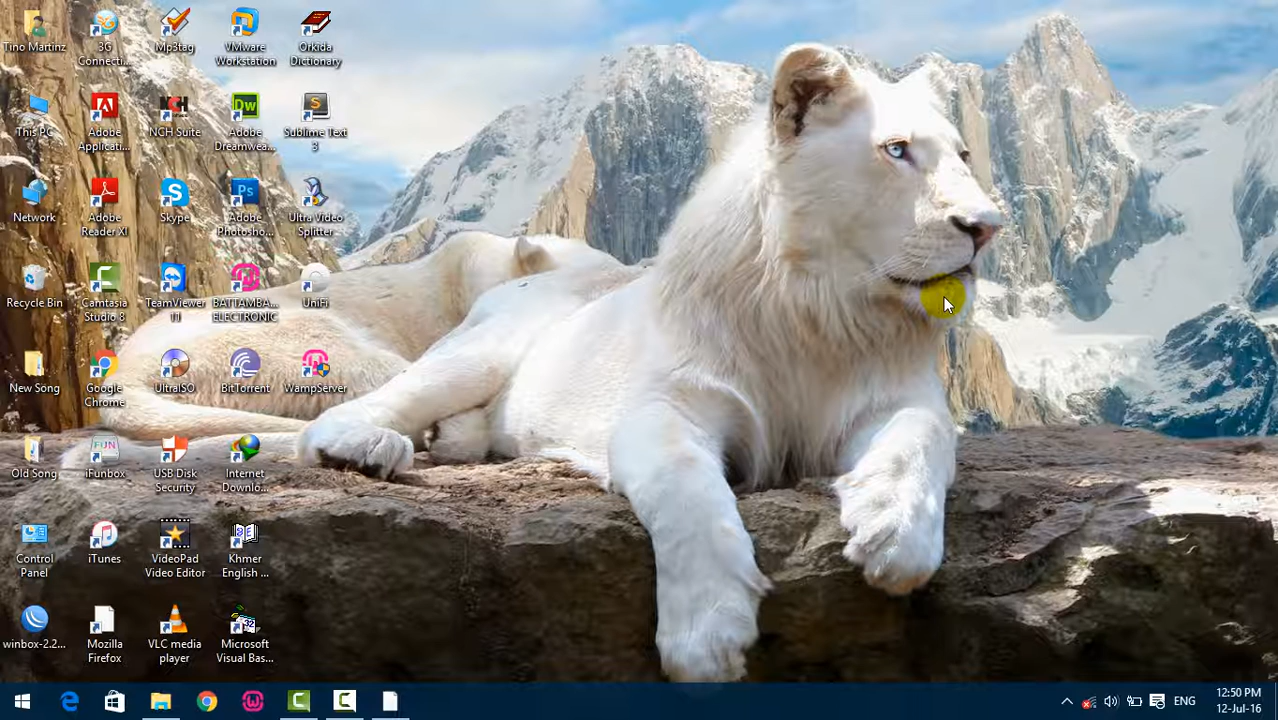 Tino Martinz
3G
Connecti...
Mp3tag
VMware
Workstation
Orkida
Dictionary
This PC
Adobe
Applicati...
NCH Suite
Adobe
Dreamwea...
Sublime Text
3
Network
Adobe
Reader XI
Skype
Adobe
Photosho...
Ultra Video
Splitter
Recycle Bin
Camtasia
Studio 8
TeamViewer
11
BATTAMBA...
ELECTRONIC
UniFi
New Song
Google
Chrome
UltraISO
BitTorrent
WampServer
Old Song
iFunbox
USB Disk
Security
Internet
Downlo...
Control
Panel
iTunes
VideoPad
Video Editor
Khmer
English ...
winbox-2.2...
Mozilla
Firefox
VLC media
player
Microsoft
Visual Bas...
ENG
12:50 PM
12-Jul-16